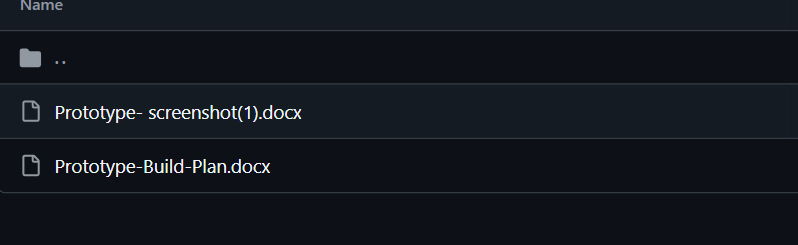 Name
..
Prototype- screenshot(1).docx
Prototype-Build-Plan.docx